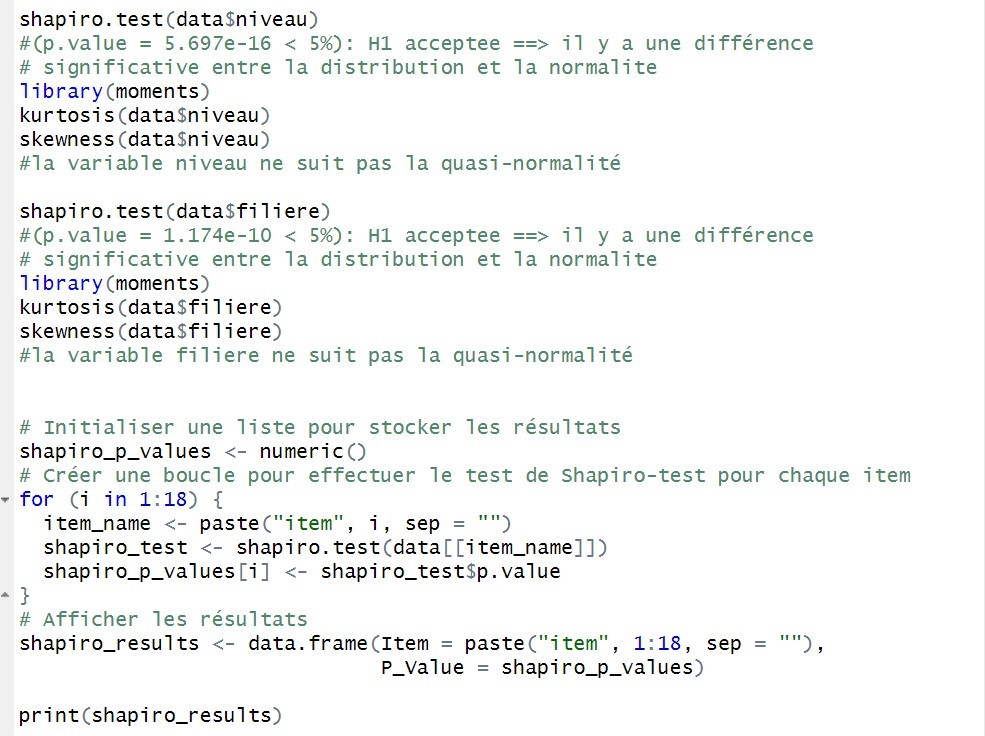 shapiro.test(data$niveau)
#(p.value = 5.697e-16 < 5%): H1 acceptee ==> il y a une différence
# significative entre la distribution et la normalite
library(moments)
kurtosis(data$niveau)
skewness(data$niveau)
#la variable niveau ne suit pas la quasi-normalité

shapiro.test(data$filiere)
#(p.value = 1.174e-10 < 5%): H1 acceptee ==> il y a une différence
# significative entre la distribution et la normalite
library(moments)
kurtosis(data$filiere)
skewness(data$filiere)
#la variable filiere ne suit pas la quasi-normalité

# Initialiser une liste pour stocker les résultats
shapiro_p_values <- numeric()
# Créer une boucle pour effectuer le test de Shapiro-test pour chaque item
for (i in 1:18) {
  item_name <- paste("item", i, sep = "")
  shapiro_test <- shapiro.test(data[[item_name]])
  shapiro_p_values[i] <- shapiro_test$p.value
}
# Afficher les résultats
shapiro_results <- data.frame(Item = paste("item", 1:18, sep = ""),
                              P_Value = shapiro_p_values)

print(shapiro_results)